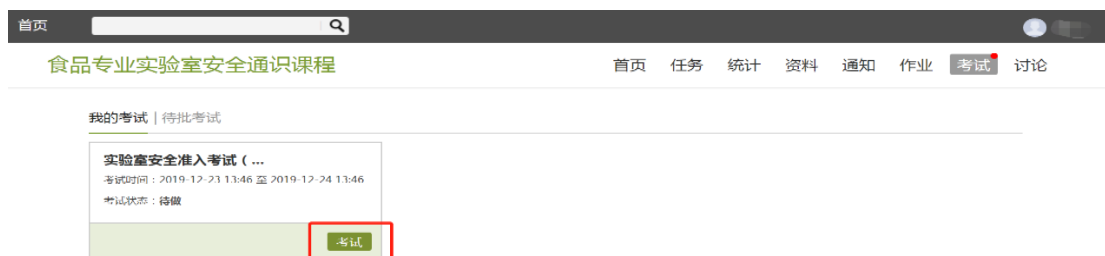 首页
食品专业实验室安全通识课程
首页 任务 统计 资料 通知 作业 考试 讨论
我的考试 | 待批考试
实验室安全准入考试（ ...
考试时间：2019-12-23 13:46 至 2019-12-24 13:46
考试状态：待做
考试